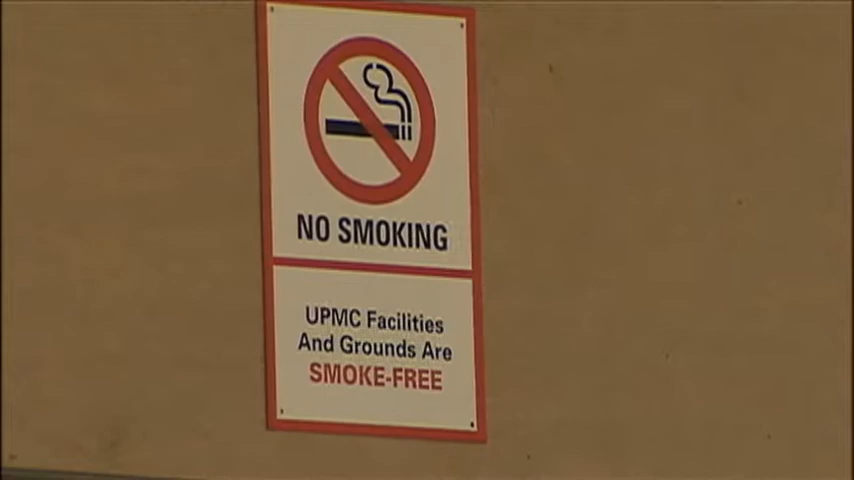 NO SMOKING
UPMC Facilities
And Grounds Are
SMOKE-FREE